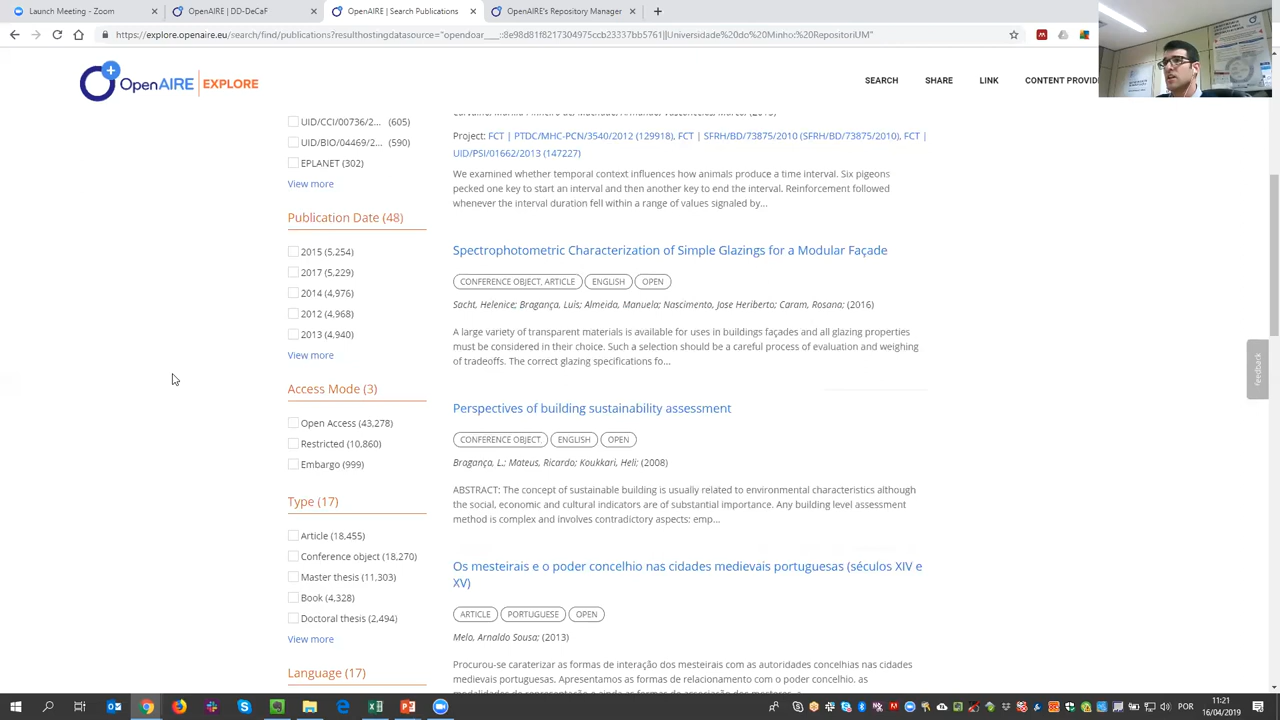 Launch Meeting - Zoom
OpenAIRE | DD-DeCaF
OpenAIRE | Search Publications
OpenAIRE's Repository Manager
OpenAIRE | EXPLORE
SEARCH
SHARE
LINK
CONTENT PROVID
UID/CCI/00736/2... (605)
UID/BIO/04469/2... (590)
EPLANET (302)
View more
Publication Date (48)
2015 (5,254)
2017 (5,229)
2014 (4,976)
2012 (4,968)
2013 (4,940)
View more
Access Mode (3)
Open Access (43,278)
Restricted (10,860)
Embargo (999)
Type (17)
Article (18,455)
Conference object (18,270)
Master thesis (11,303)
Book (4,328)
Doctoral thesis (2,494)
View more
Language (17)
Project: FCT | PTDC/MHC-PCN/3540/2012 (129918), FCT | SFRH/BD/73875/2010 (SFRH/BD/73875/2010), FCT |
UID/PSI/01662/2013 (147227)
We examined whether temporal context influences how animals produce a time interval. Six pigeons
pecked one key to start an interval and then another key to end the interval. Reinforcement followed
whenever the interval duration fell within a range of values signaled by...
Spectrophotometric Characterization of Simple Glazings for a Modular Façade
CONFERENCE OBJECT, ARTICLE
ENGLISH
OPEN
Sacht, Helenice; Bragança, Luís; Almeida, Manuela; Nascimento, Jose Heriberto; Caram, Rosana; (2016)
A large variety of transparent materials is available for uses in buildings façades and all glazing properties
must be considered in their choice. Such a selection should be a careful process of evaluation and weighing
of tradeoffs. The correct glazing specifications fo...
Perspectives of building sustainability assessment
CONFERENCE OBJECT
ENGLISH
OPEN
Bragança, L.; Mateus, Ricardo; Koukkari, Heli; (2008)
ABSTRACT: The concept of sustainable building is usually related to environmental characteristics although
the social, economic and cultural indicators are of substantial importance. Any building level assessment
method is complex and involves contradictory aspects: emp...
Os mesteirais e o poder concelhio nas cidades medievais portuguesas (séculos XIV e
XV)
ARTICLE
PORTUGUESE
OPEN
Melo, Arnaldo Sousa; (2013)
Procurou-se caraterizar as formas de interação dos mesteirais com as autoridades concelhias nas cidades
medievais portuguesas. Apresentamos as formas de relacionamento com o poder concelhio. as
Feedback
POR
11:21
16/04/2019